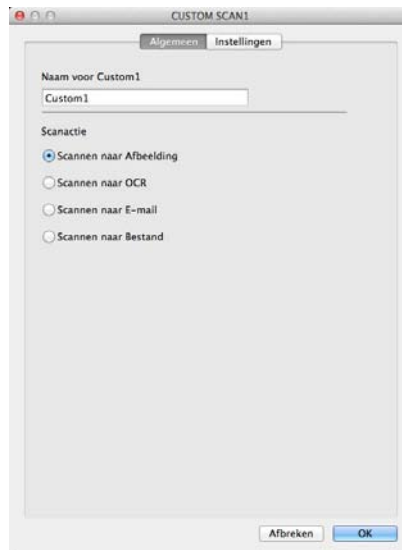 CUSTOM SCAN1
Algemeen Instellingen
Naam voor Custom1
Custom1
Scanactie
Scannen naar Afbeelding
Scannen naar OCR
Scannen naar E-mail
Scannen naar Bestand
Afbreken OK